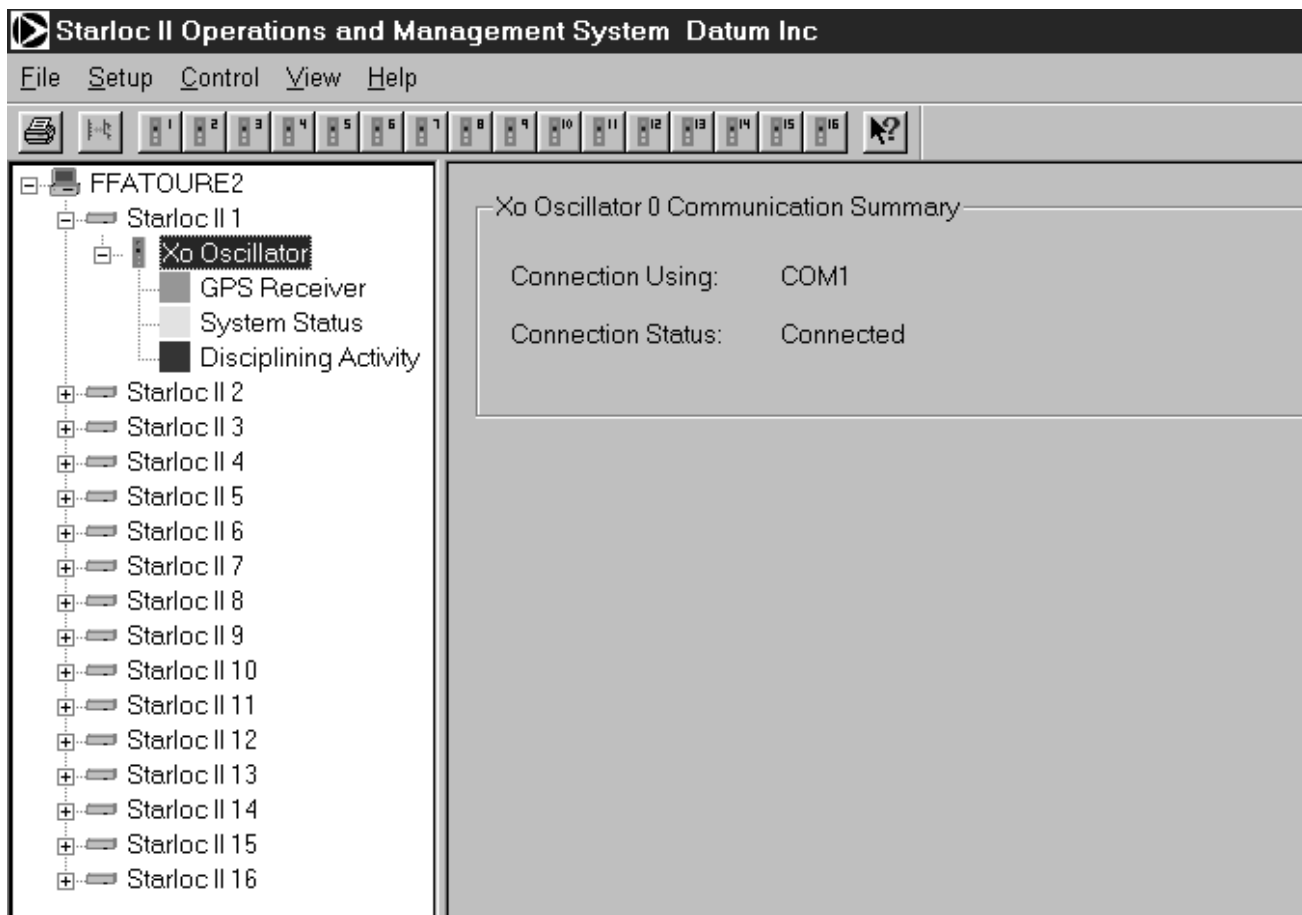 Starloc II Operations and Management System Datum Inc
File Setup Control View Help
1 2 3 4 5 6 7 8 9 10 11 12 13 14 15 16 ?
FFATOURE2
Starloc II 1
Xo Oscillator
GPS Receiver
System Status
Disciplining Activity
Starloc II 2
Starloc II 3
Starloc II 4
Starloc II 5
Starloc II 6
Starloc II 7
Starloc II 8
Starloc II 9
Starloc II 10
Starloc II 11
Starloc II 12
Starloc II 13
Starloc II 14
Starloc II 15
Starloc II 16
Xo Oscillator 0 Communication Summary
Connection Using: COM1
Connection Status: Connected